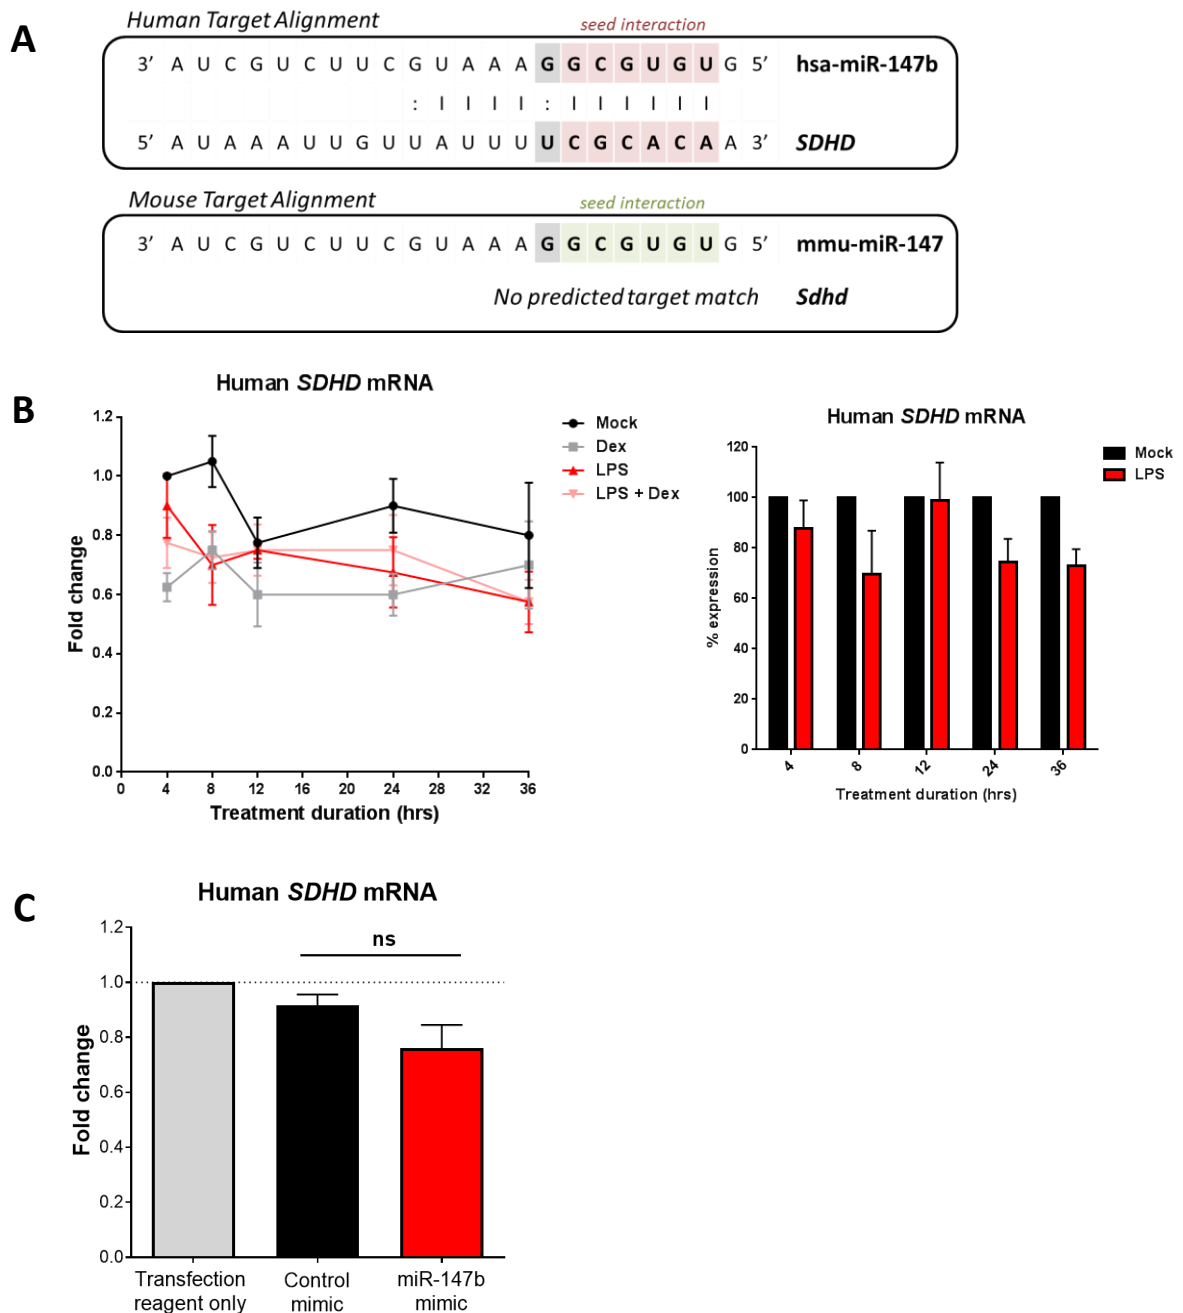 A
Human Target Alignment
seed interaction
3’ A U C G U C U U C G U A A A G G C G U G U G 5’ hsa-miR-147b
: I I I I : I I I I I I
5’ A U A A A U U G U U A U U U U C G C A C A A 3’ SDHD
Mouse Target Alignment
seed interaction
3’ A U C G U C U U C G U A A A G G C G U G U G 5’ mmu-miR-147
No predicted target match Sdhd
B
Human SDHD mRNA
Fold change
1.2
1.0
0.8
0.6
0.4
0.2
0.0
0 4 8 12 16 20 24 28 32 36
Treatment duration (hrs)
Mock
Dex
LPS
LPS + Dex
Human SDHD mRNA
% expression
120
100
80
60
40
20
0
4 8 12 24 36
Treatment duration (hrs)
Mock
LPS
C
Human SDHD mRNA
Fold change
1.2
1.0
0.8
0.6
0.4
0.2
0.0
ns
Transfection
reagent only
Control
mimic
miR-147b
mimic